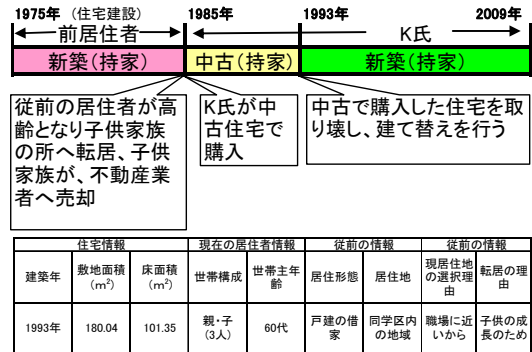 1975年 (住宅建設) 1985年 1993年 2009年
前居住者 K氏
新築(持家) 中古(持家) 新築(持家)
従前の居住者が高
齢となり子供家族
の所へ転居、子供
家族が、不動産業
者へ売却
K氏が中
古住宅で
購入
中古で購入した住宅を取
り壊し、建て替えを行う
住宅情報 現在の居住者情報 従前の情報 従前の情報
建築年 敷地面積(㎡) 床面積(㎡) 世帯構成 世帯主年齢 居住形態 居住地 現居住地の選択理由 転居の理由
1993年 180.04 101.35 親・子(3人) 60代 戸建の借家 同学区内の地域 職場に近いから 子供の成長のため